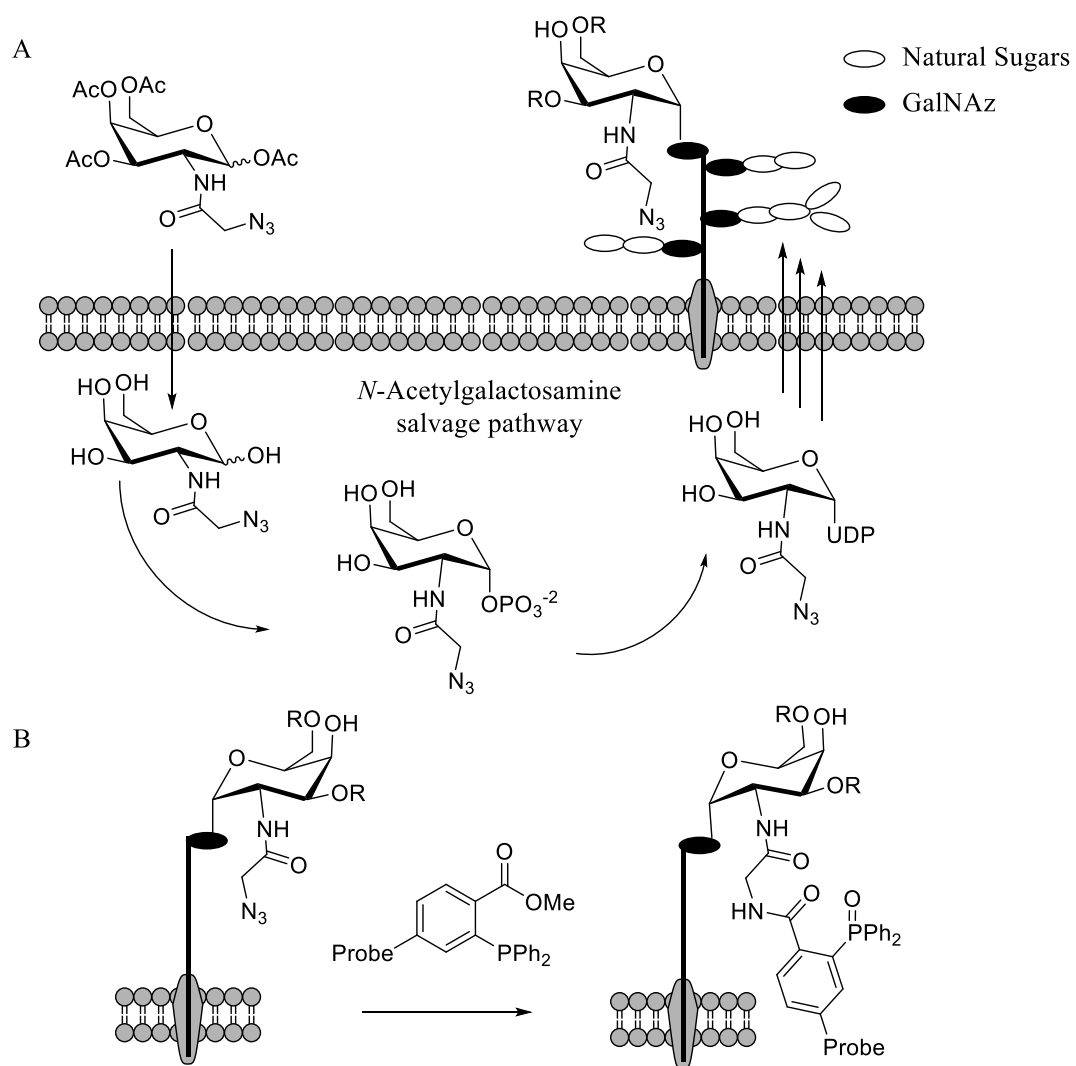 A
Natural Sugars
GalNAz
HO
OR
O
RO
HN
O
N3
AcO
OAc
O
AcO
OAc
NH
O
N3
N-Acetylgalactosamine
salvage pathway
HO
OH
O
HO
OH
NH
O
N3
HO
OH
O
HO
HN
OPO3-2
O
N3
HO
OH
O
HO
HN
UDP
O
N3
B
RO
OH
O
OR
NH
O
N3
O
OMe
Probe
PPh2
RO
OH
O
OR
NH
O
HN
O
O
PPh2
Probe